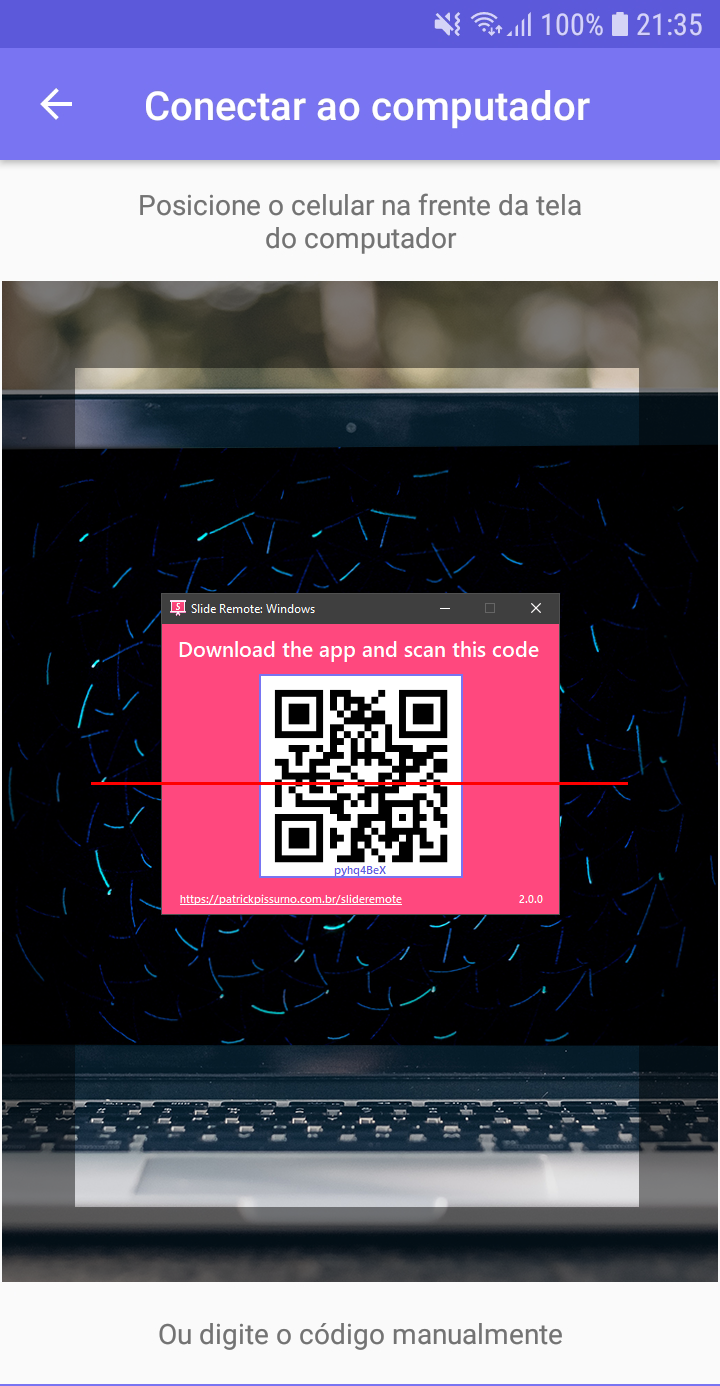 100% 21:35
Conectar ao computador
Posicione o celular na frente da tela
do computador
Slide Remote: Windows
Download the app and scan this code
pyhq4BeX
https://patrickpissurno.com.br/slideremote
2.0.0
Ou digite o código manualmente